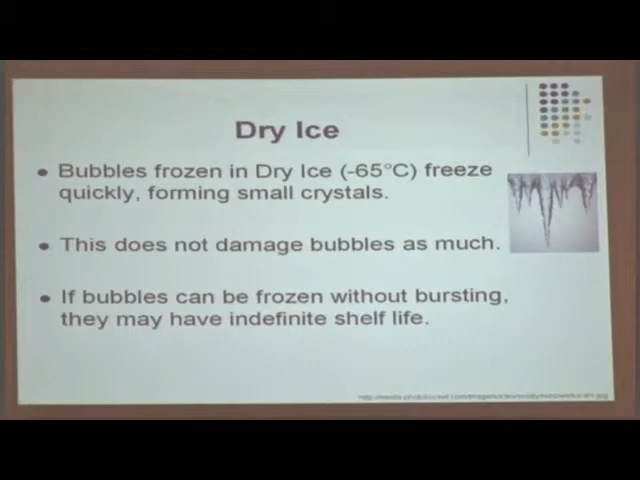 Dry Ice
• Bubbles frozen in Dry Ice (-65°C) freeze
quickly, forming small crystals.
• This does not damage bubbles as much.
• If bubbles can be frozen without bursting,
they may have indefinite shelf life.